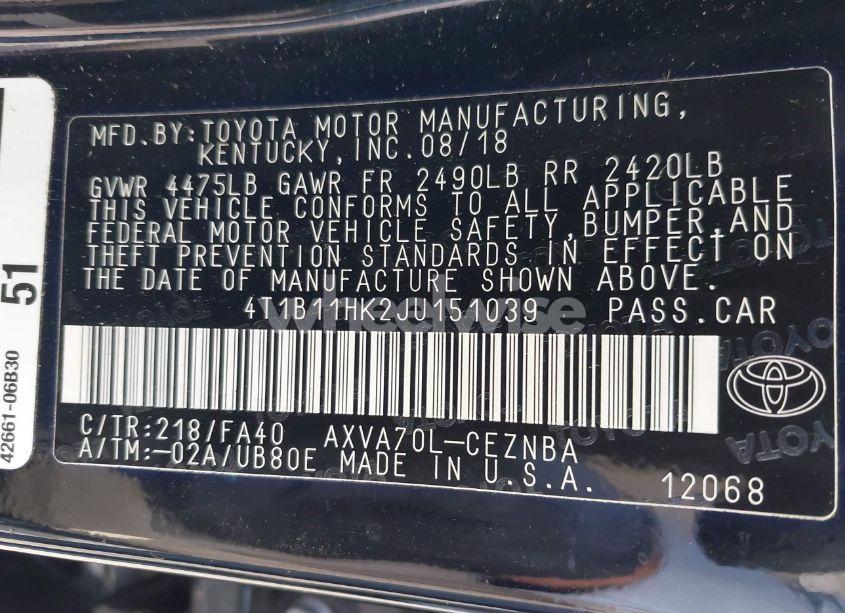 MFD.BY:TOYOTA MOTOR MANUFACTURING,
KENTUCKY,INC.08/18
GVWR 4475LB GAWR FR 2490LB RR 2420LB
THIS VEHICLE CONFORMS TO ALL APPLICABLE
FEDERAL MOTOR VEHICLE SAFETY,BUMPER,AND
THEFT PREVENTION STANDARDS IN EFFECT ON
THE DATE OF MANUFACTURE SHOWN ABOVE.
4T1B11HK2JU151039 PASS.CAR
wheelwise
C/TR:218/FA40 AXVA70L-CEZNBA
A/TM:-02A/UB80E MADE IN U.S.A.
12068
TOYOTA
51
42661-06B30